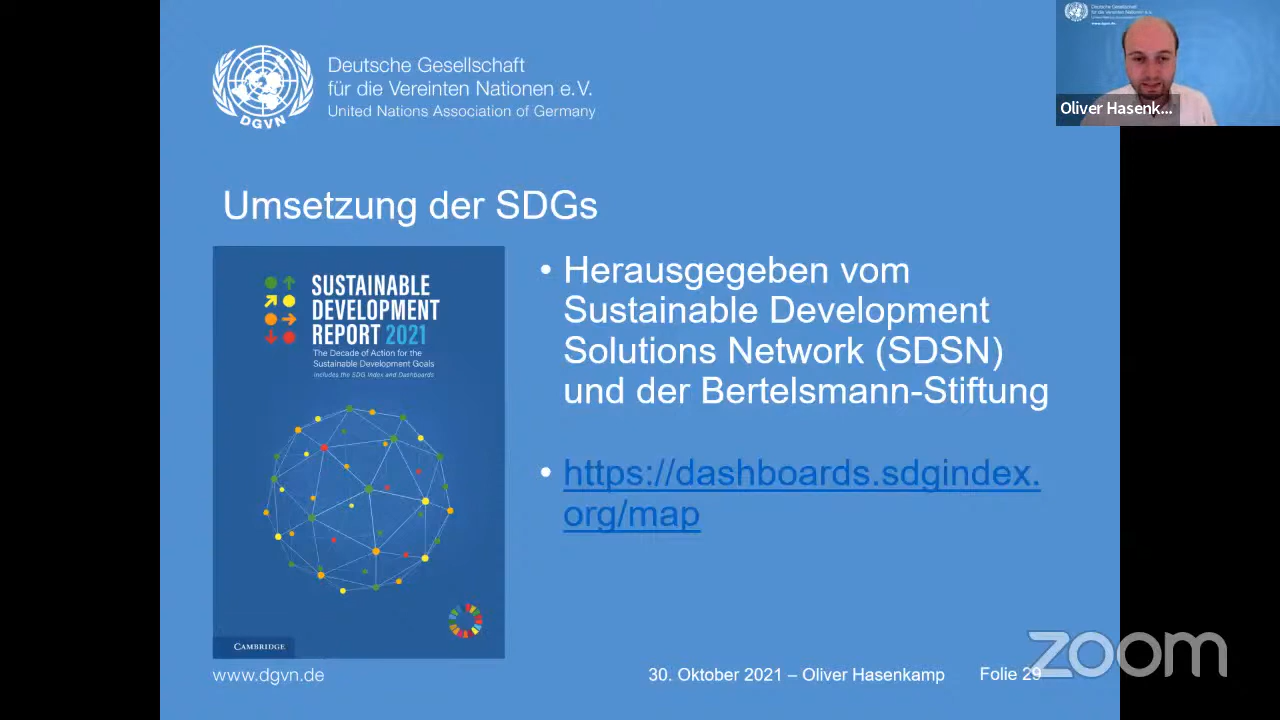 Deutsche Gesellschaft
für die Vereinten Nationen e.V.
United Nations Association of Germany
DGVN
Oliver Hasenk...
Umsetzung der SDGs
SUSTAINABLE
DEVELOPMENT
REPORT 2021
The Decade of Action for the
Sustainable Development Goals
Includes the SDG Index and Dashboards
CAMBRIDGE
• Herausgegeben vom
Sustainable Development
Solutions Network (SDSN)
und der Bertelsmann-Stiftung
• https://dashboards.sdgindex.
org/map
www.dgvn.de
30. Oktober 2021 – Oliver Hasenkamp
Folie 29
zoom